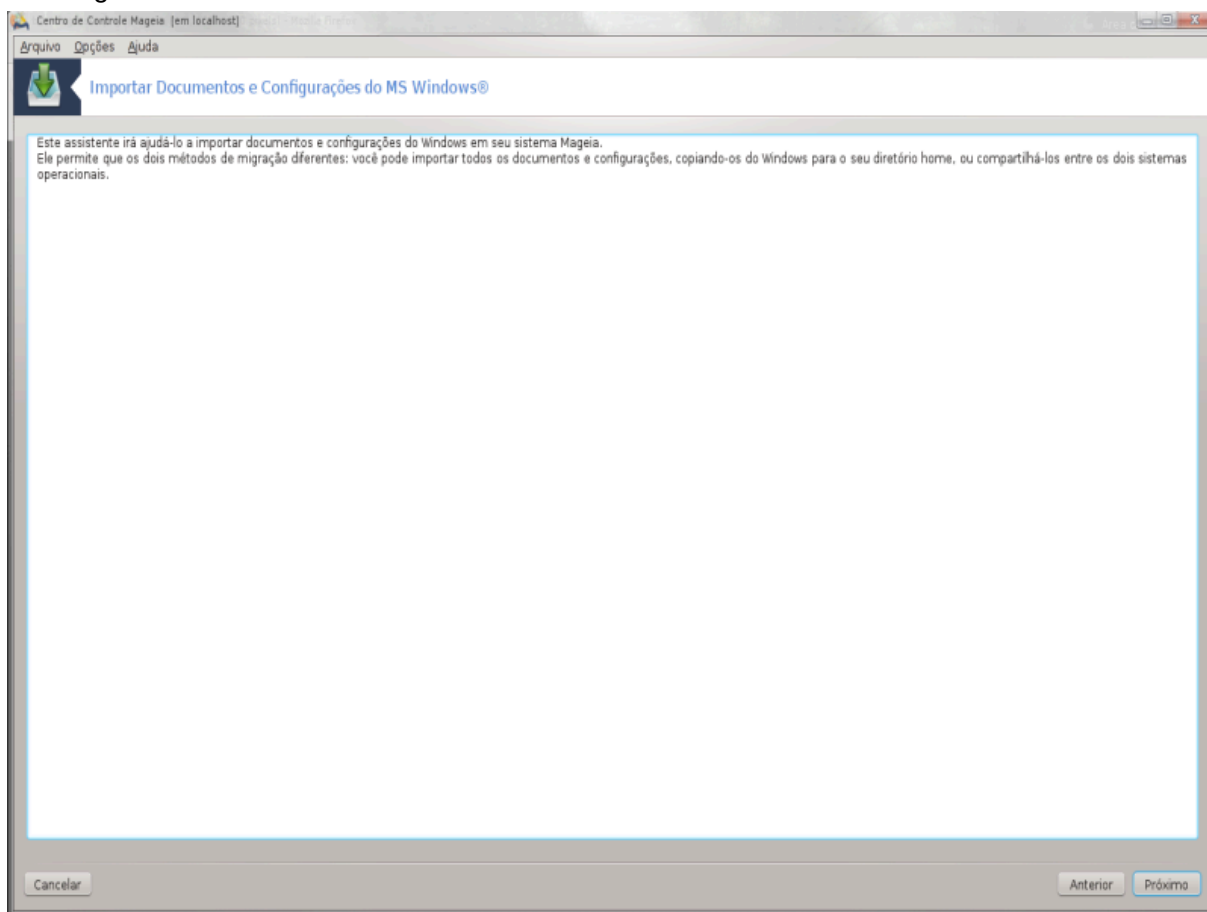 Centro de Controle Mageia [em localhost]
Arquivo Opções Ajuda
Importar Documentos e Configurações do MS Windows®
Este assistente irá ajudá-lo a importar documentos e configurações do Windows em seu sistema Mageia.
Ele permite que os dois métodos de migração diferentes: você pode importar todos os documentos e configurações, copiando-os do Windows para o seu diretório home, ou compartilhá-los entre os dois sistemas
operacionais.
Cancelar Anterior Próximo